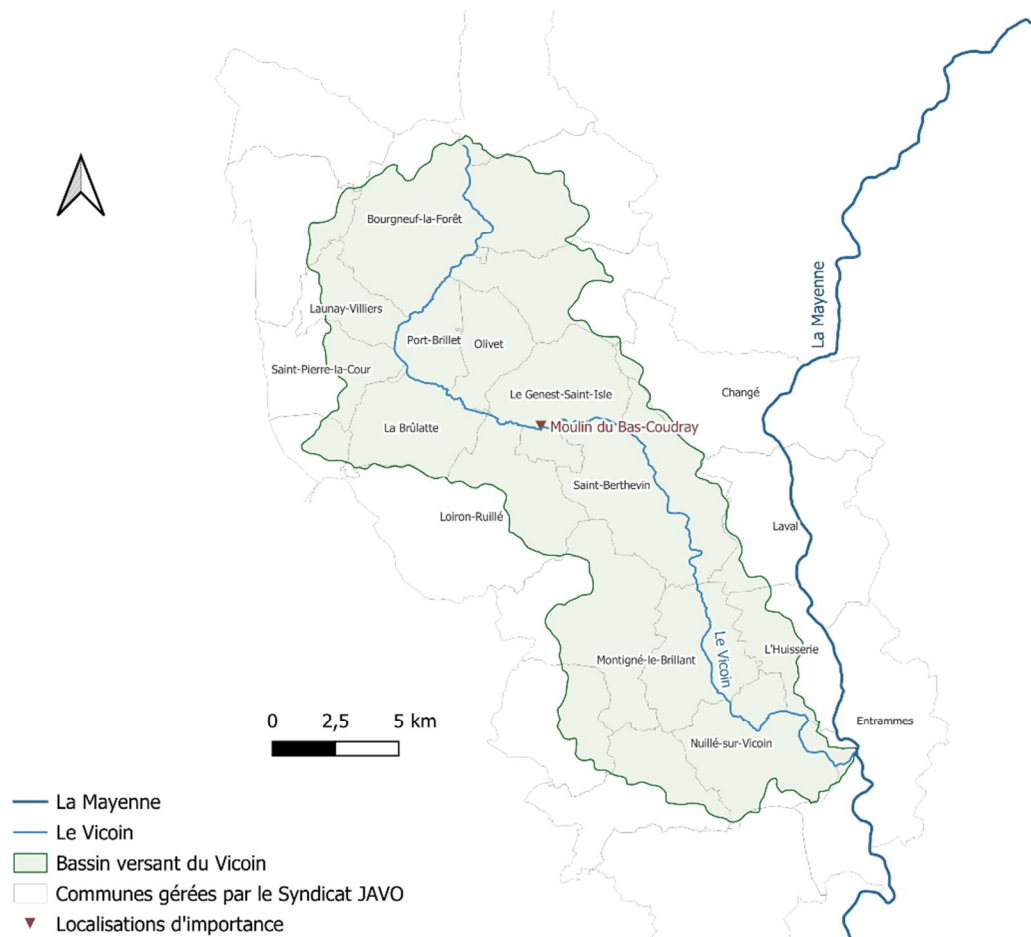 Bourgneuf-la-Forêt
La Mayenne
Launay-Villiers
Port-Brillet
Olivet
Saint-Pierre-la-Cour
Le Genest-Saint-Isle
Changé
La Brûlatte
Moulin du Bas-Coudray
Saint-Berthevin
Loiron-Ruillé
Laval
Le Vicoin
L'Huisserie
Montigné-le-Brillant
Entrammes
0 2,5 5 km
Nuillé-sur-Vicoin
La Mayenne
Le Vicoin
Bassin versant du Vicoin
Communes gérées par le Syndicat JAVO
Localisations d'importance